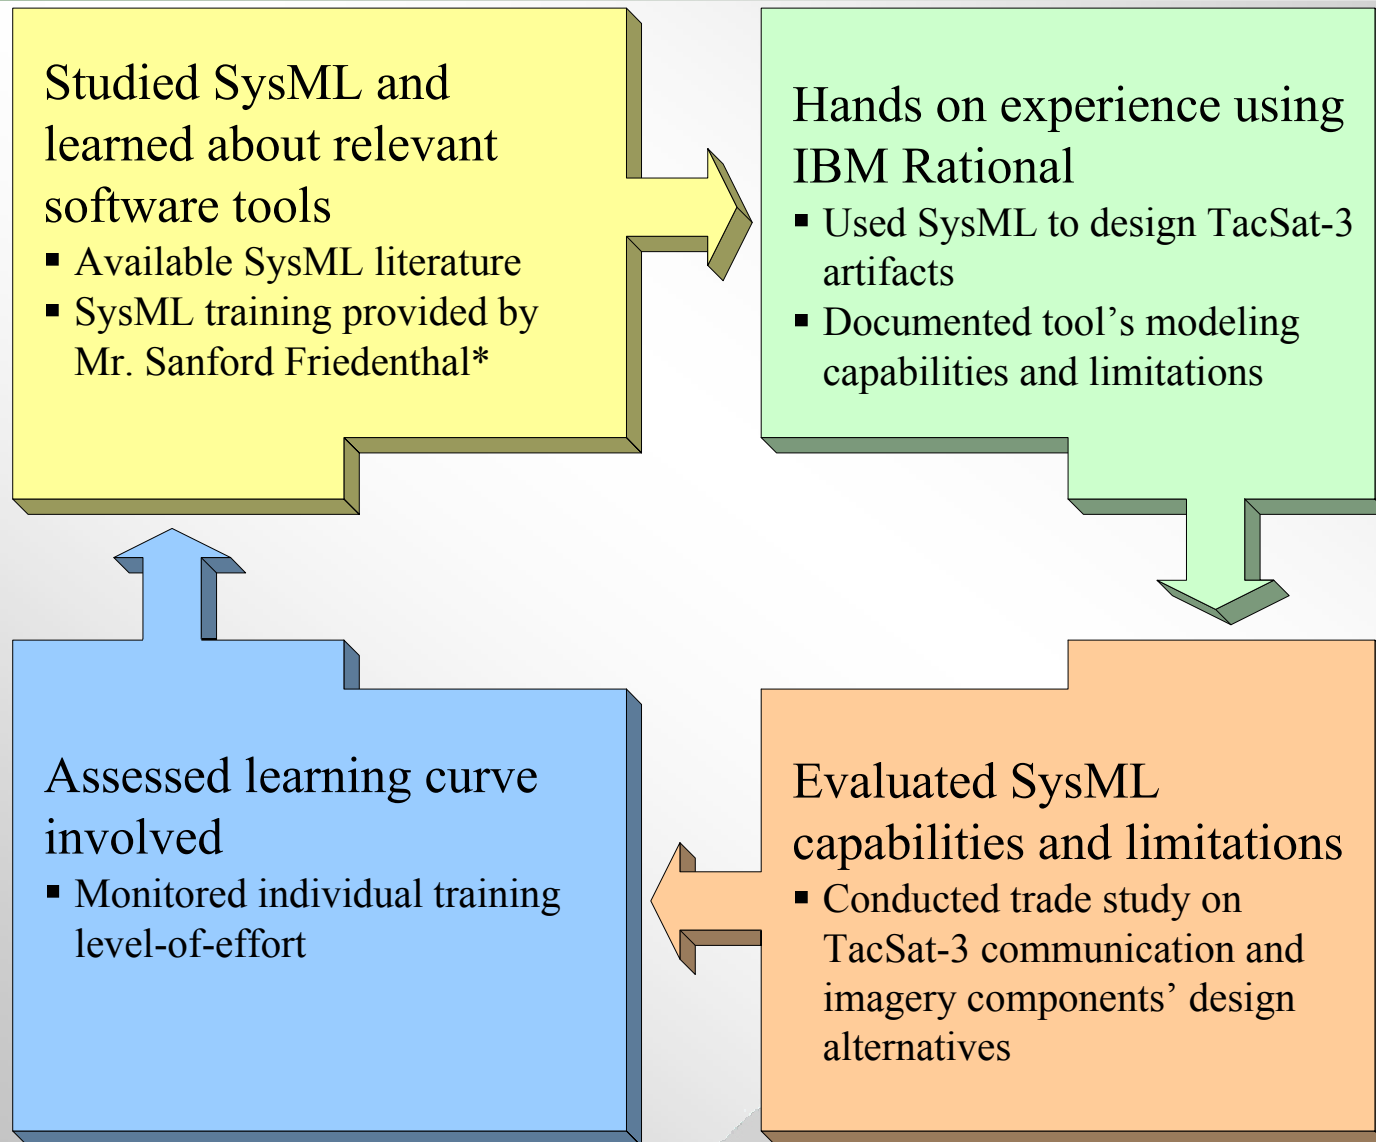 Studied SysML and
learned about relevant
software tools
▪ Available SysML literature
▪ SysML training provided by
Mr. Sanford Friedenthal*
Hands on experience using
IBM Rational
▪ Used SysML to design TacSat-3
artifacts
▪ Documented tool’s modeling
capabilities and limitations
Assessed learning curve
involved
▪ Monitored individual training
level-of-effort
Evaluated SysML
capabilities and limitations
▪ Conducted trade study on
TacSat-3 communication and
imagery components’ design
alternatives